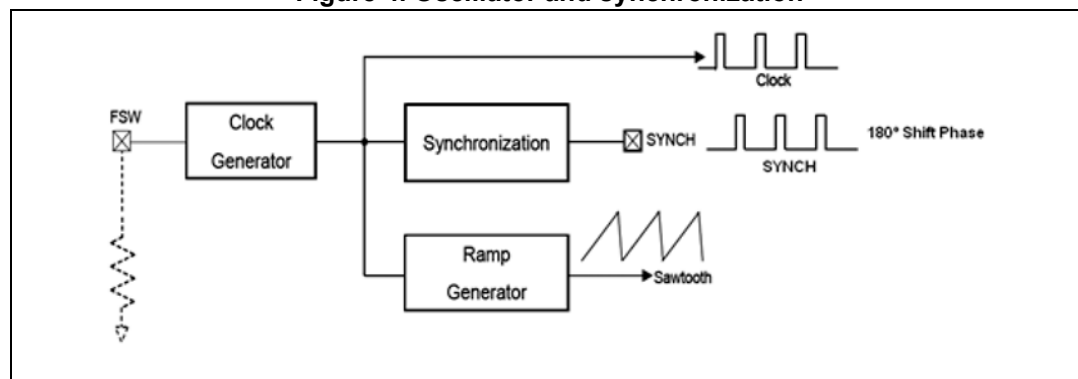 Figure 4. Oscillator and synchronization
FSW
Clock
Generator
Synchronization
Ramp
Generator
Clock
SYNCH
SYNCH
180° Shift Phase
Sawtooth